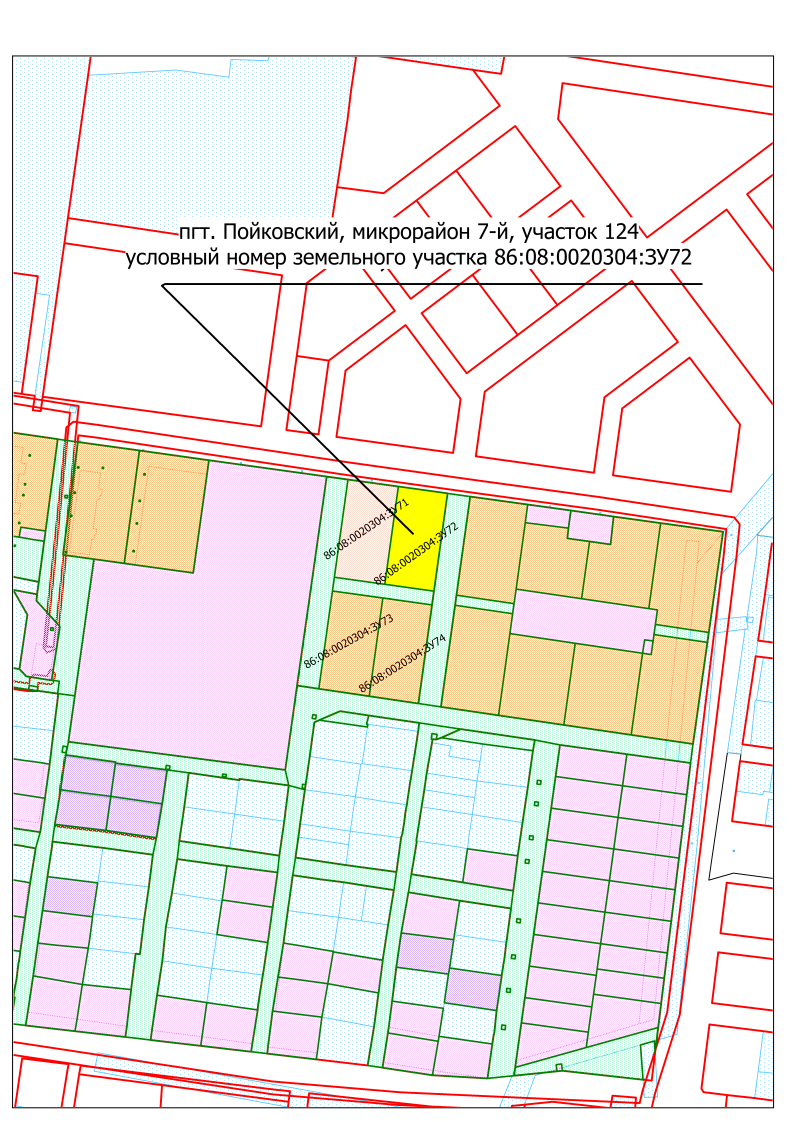 пгт. Пойковский, микрорайон 7-й, участок 124
условный номер земельного участка 86:08:0020304:ЗУ72
86:08:0020304:ЗУ71
86:08:0020304:ЗУ72
86:08:0020304:ЗУ73
86:08:0020304:ЗУ74